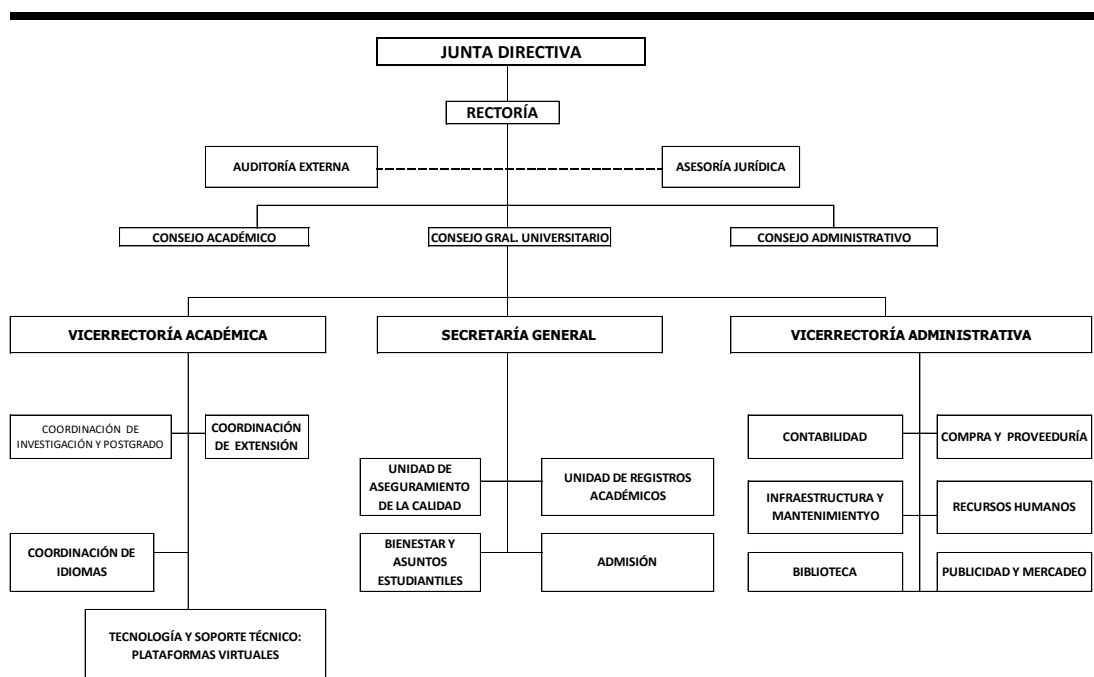 JUNTA DIRECTIVA
RECTORÍA
AUDITORÍA EXTERNA
ASESORÍA JURÍDICA
CONSEJO ACADÉMICO
CONSEJO GRAL. UNIVERSITARIO
CONSEJO ADMINISTRATIVO
VICERRECTORÍA ACADÉMICA
SECRETARÍA GENERAL
VICERRECTORÍA ADMINISTRATIVA
COORDINACIÓN DE
INVESTIGACIÓN Y POSTGRADO
COORDINACIÓN
DE EXTENSIÓN
CONTABILIDAD
COMPRA Y PROVEEDURÍA
UNIDAD DE
ASEGURAMIENTO
DE LA CALIDAD
UNIDAD DE REGISTROS
ACADÉMICOS
INFRAESTRUCTURA Y
MANTENIMIENTYO
RECURSOS HUMANOS
COORDINACIÓN DE
IDIOMAS
BIENESTAR Y
ASUNTOS
ESTUDIANTILES
ADMISIÓN
BIBLIOTECA
PUBLICIDAD Y MERCADEO
TECNOLOGÍA Y SOPORTE TÉCNICO:
PLATAFORMAS VIRTUALES